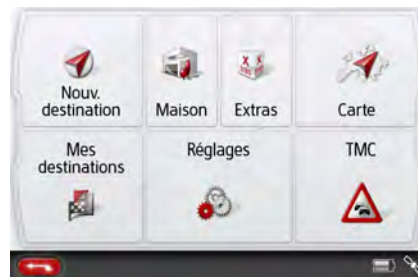 Nouv.
destination
Maison
Extras
Carte
Mes
destinations
Réglages
TMC